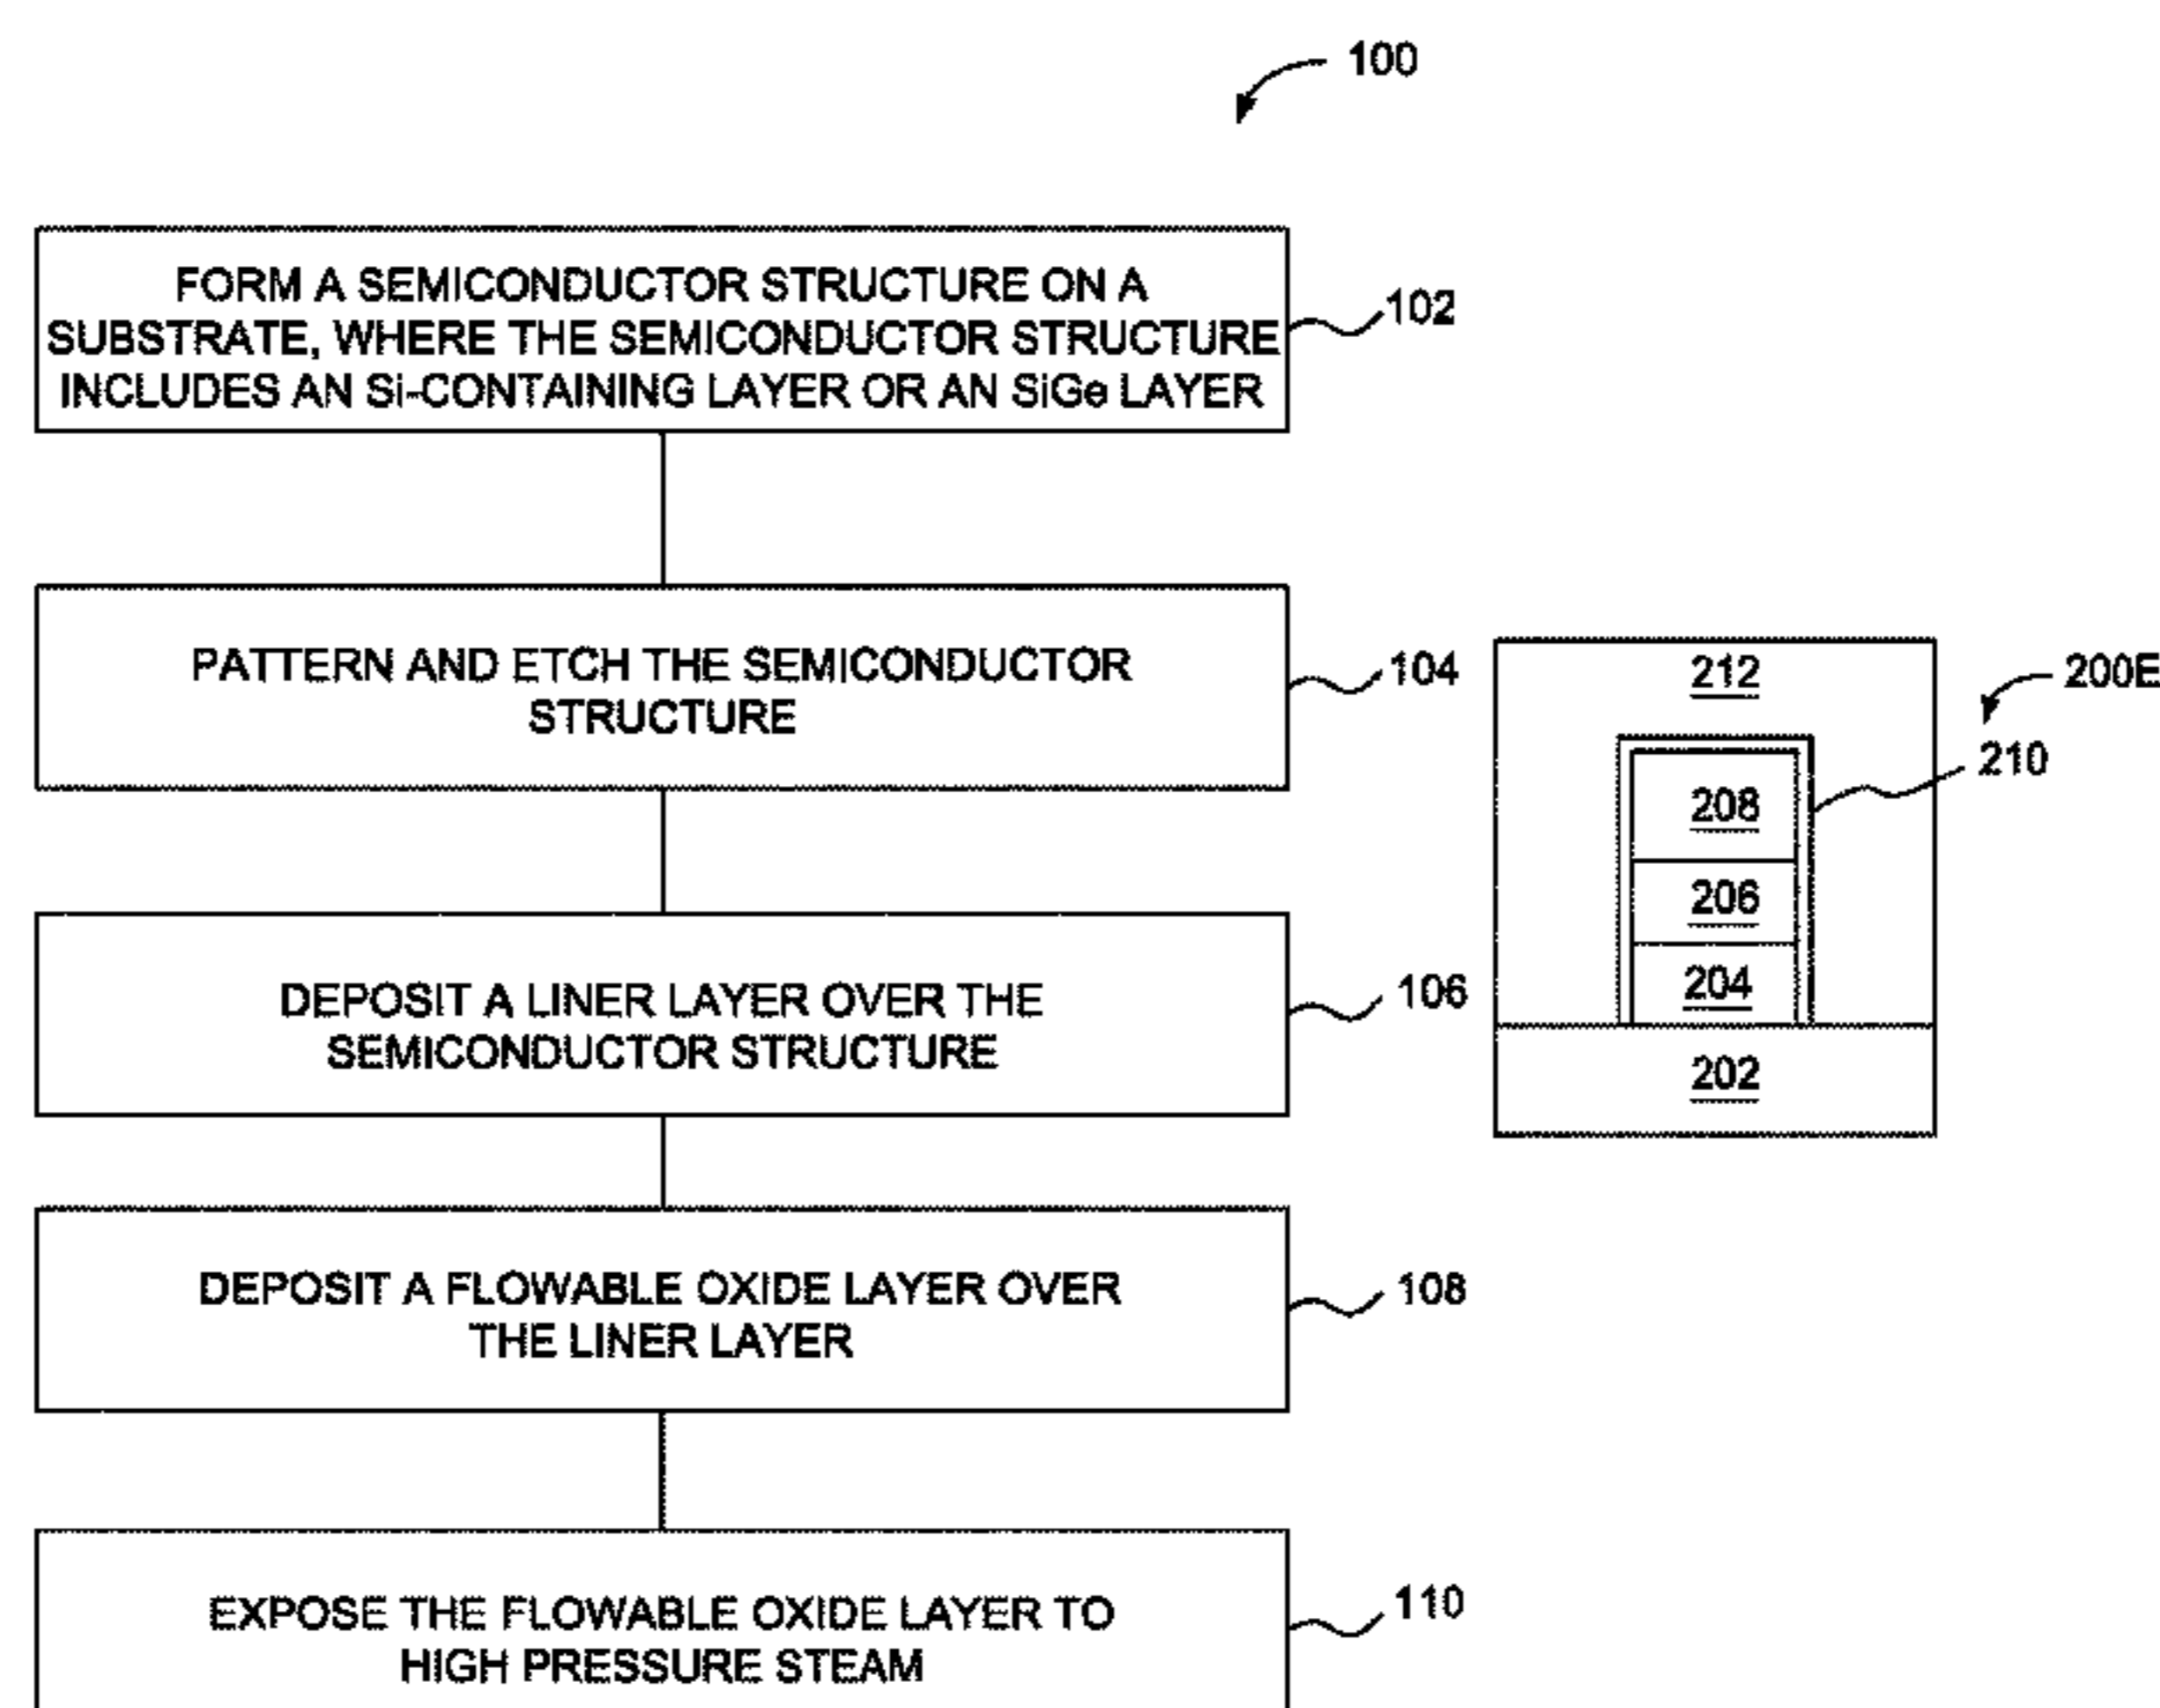 100
FORM A SEMICONDUCTOR STRUCTURE ON A
SUBSTRATE, WHERE THE SEMICONDUCTOR STRUCTURE
INCLUDES AN Si-CONTAINING LAYER OR AN SiGe LAYER
102
PATTERN AND ETCH THE SEMICONDUCTOR
STRUCTURE
104
DEPOSIT A LINER LAYER OVER THE
SEMICONDUCTOR STRUCTURE
106
DEPOSIT A FLOWABLE OXIDE LAYER OVER
THE LINER LAYER
108
EXPOSE THE FLOWABLE OXIDE LAYER TO
HIGH PRESSURE STEAM
110
212
200E
210
208
206
204
202